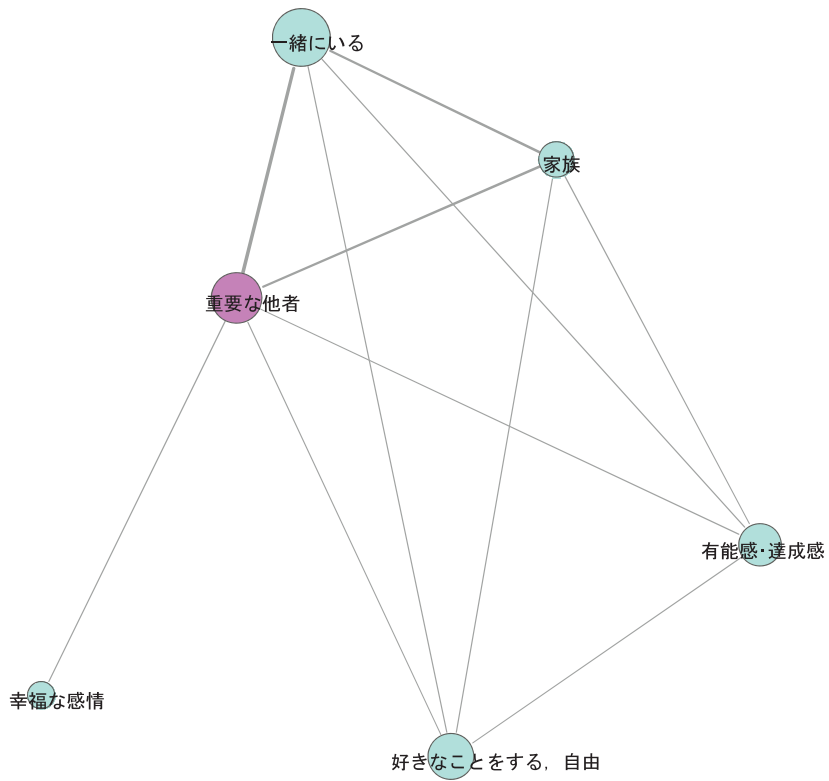 一緒にいる
家族
重要な他者
有能感・達成感
幸福な感情
好きなことをする，自由